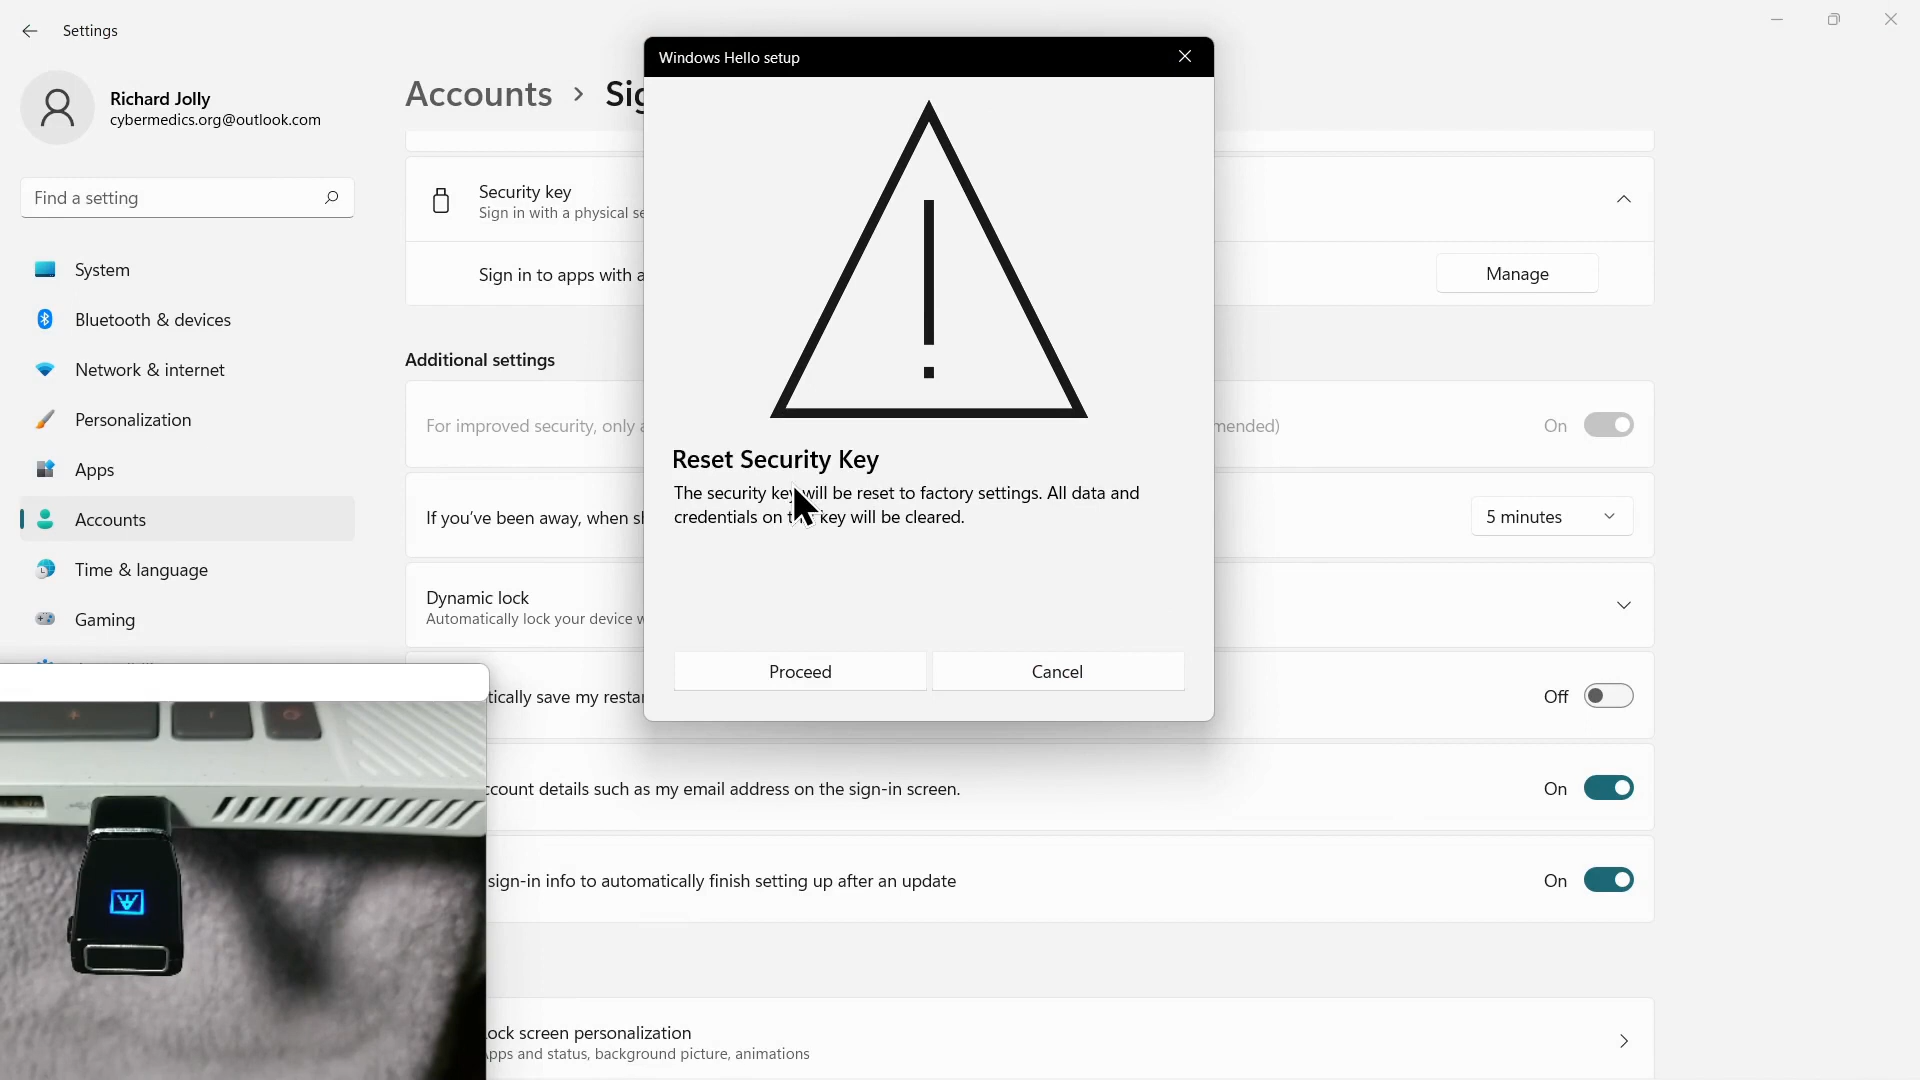 Settings
Richard Jolly
cybermedics.org@outlook.com
Find a setting
System
Bluetooth & devices
Network & internet
Personalization
Apps
Accounts
Time & language
Gaming
Accounts > Sig
Security key
Sign in with a physical se
Sign in to apps with a
Manage
Additional settings
For improved security, only a
mended)
On
If you've been away, when sh
5 minutes
Dynamic lock
Automatically lock your device w
tically save my restar
Off
count details such as my email address on the sign-in screen.
On
sign-in info to automatically finish setting up after an update
On
ock screen personalization
pps and status, background picture, animations
Windows Hello setup
Reset Security Key
The security key will be reset to factory settings. All data and
credentials on key will be cleared.
Proceed
Cancel